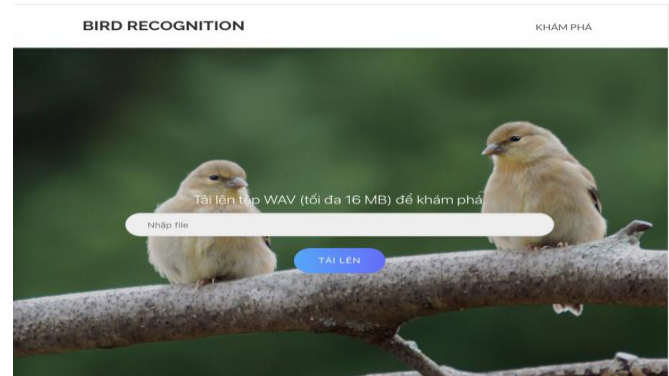 BIRD RECOGNITION
KHÁM PHÁ
Tải lên tệp WAV (tối đa 16 MB) để khám phá
Nhập file
TẢI LÊN